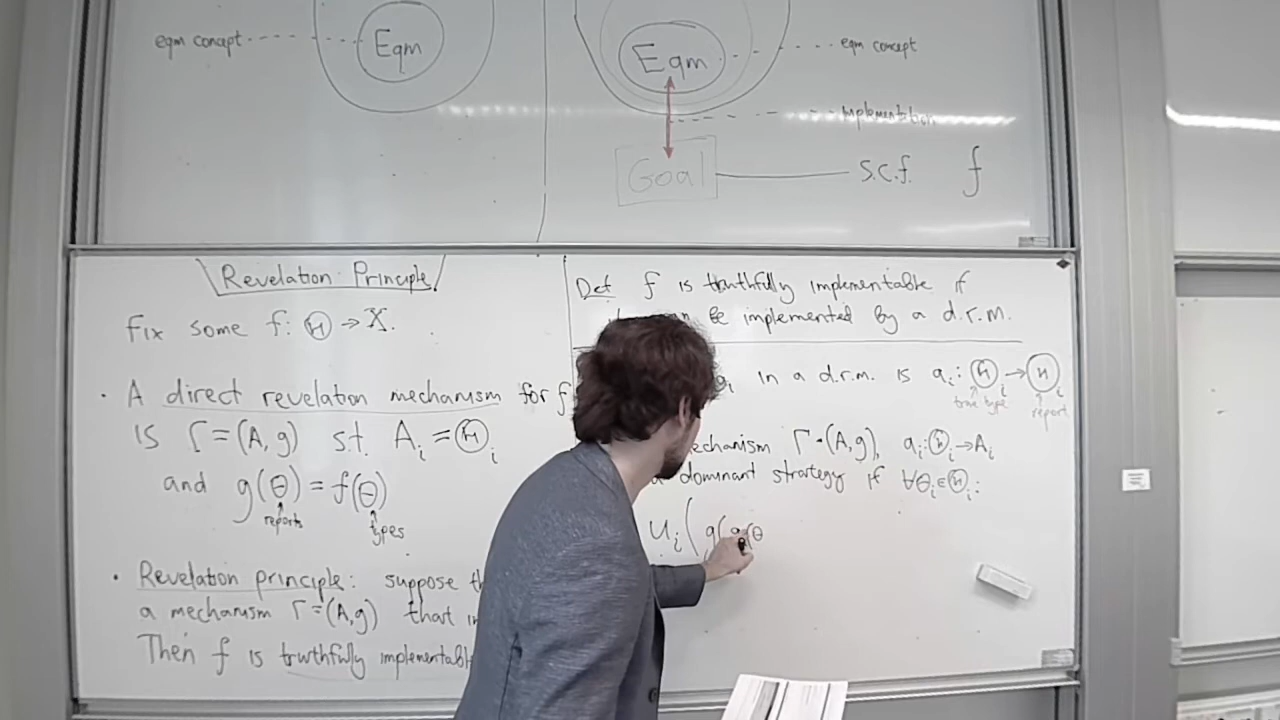 eqm concept
Eqm
Eqm
eqm concept
implementation
Goal
s.c.f. f
Revelation Principle
Fix some f: Θ → X.
· A direct revelation mechanism for f
is Γ=(A, g) st. A_i = Θ_i
and g(θ) = f(θ)
reports
types
· Revelation principle: suppose
a mechanism Γ=(A,g) that
Then f is truthfully implementable
Def f is truthfully implementable if
be implemented by a d.r.m.
in a d.r.m. is a_i: Θ_i → Θ_i
true type report
mechanism Γ=(A,g), a_i: Θ_i → A_i
dominant strategy if ∀θ_i∈Θ_i:
u_i(g(a_i(θ